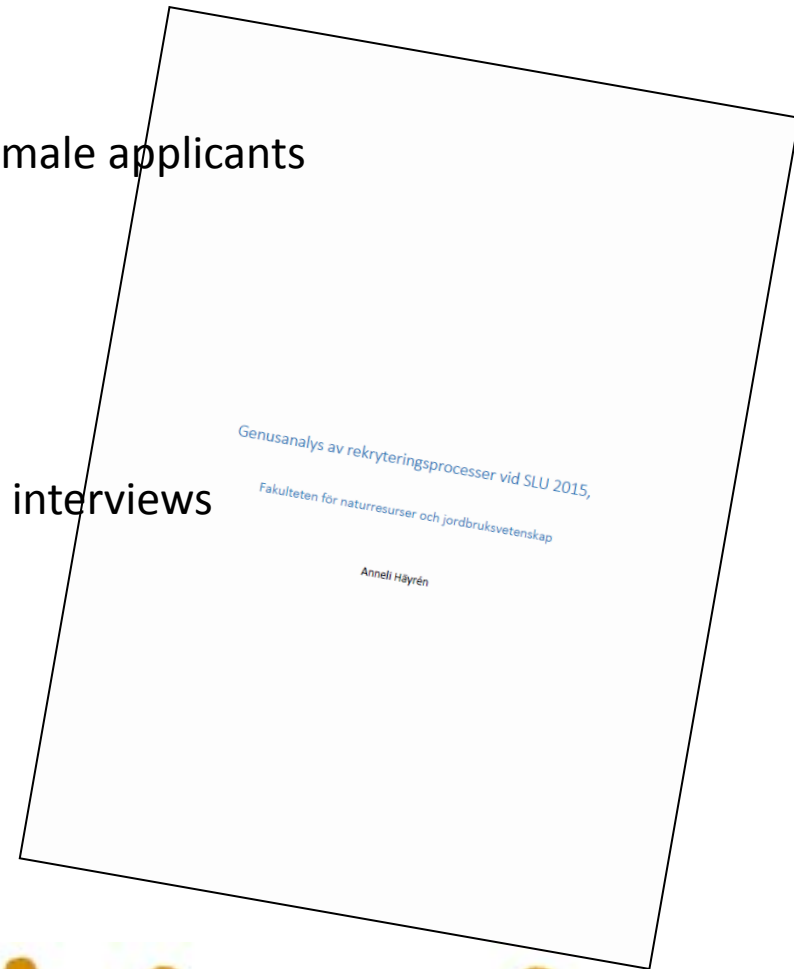 male applicants
interviews
Genusanalys av rekryteringsprocesser vid SLU 2015,
Fakulteten för naturresurser och jordbruksvetenskap
Anneli Häyrén